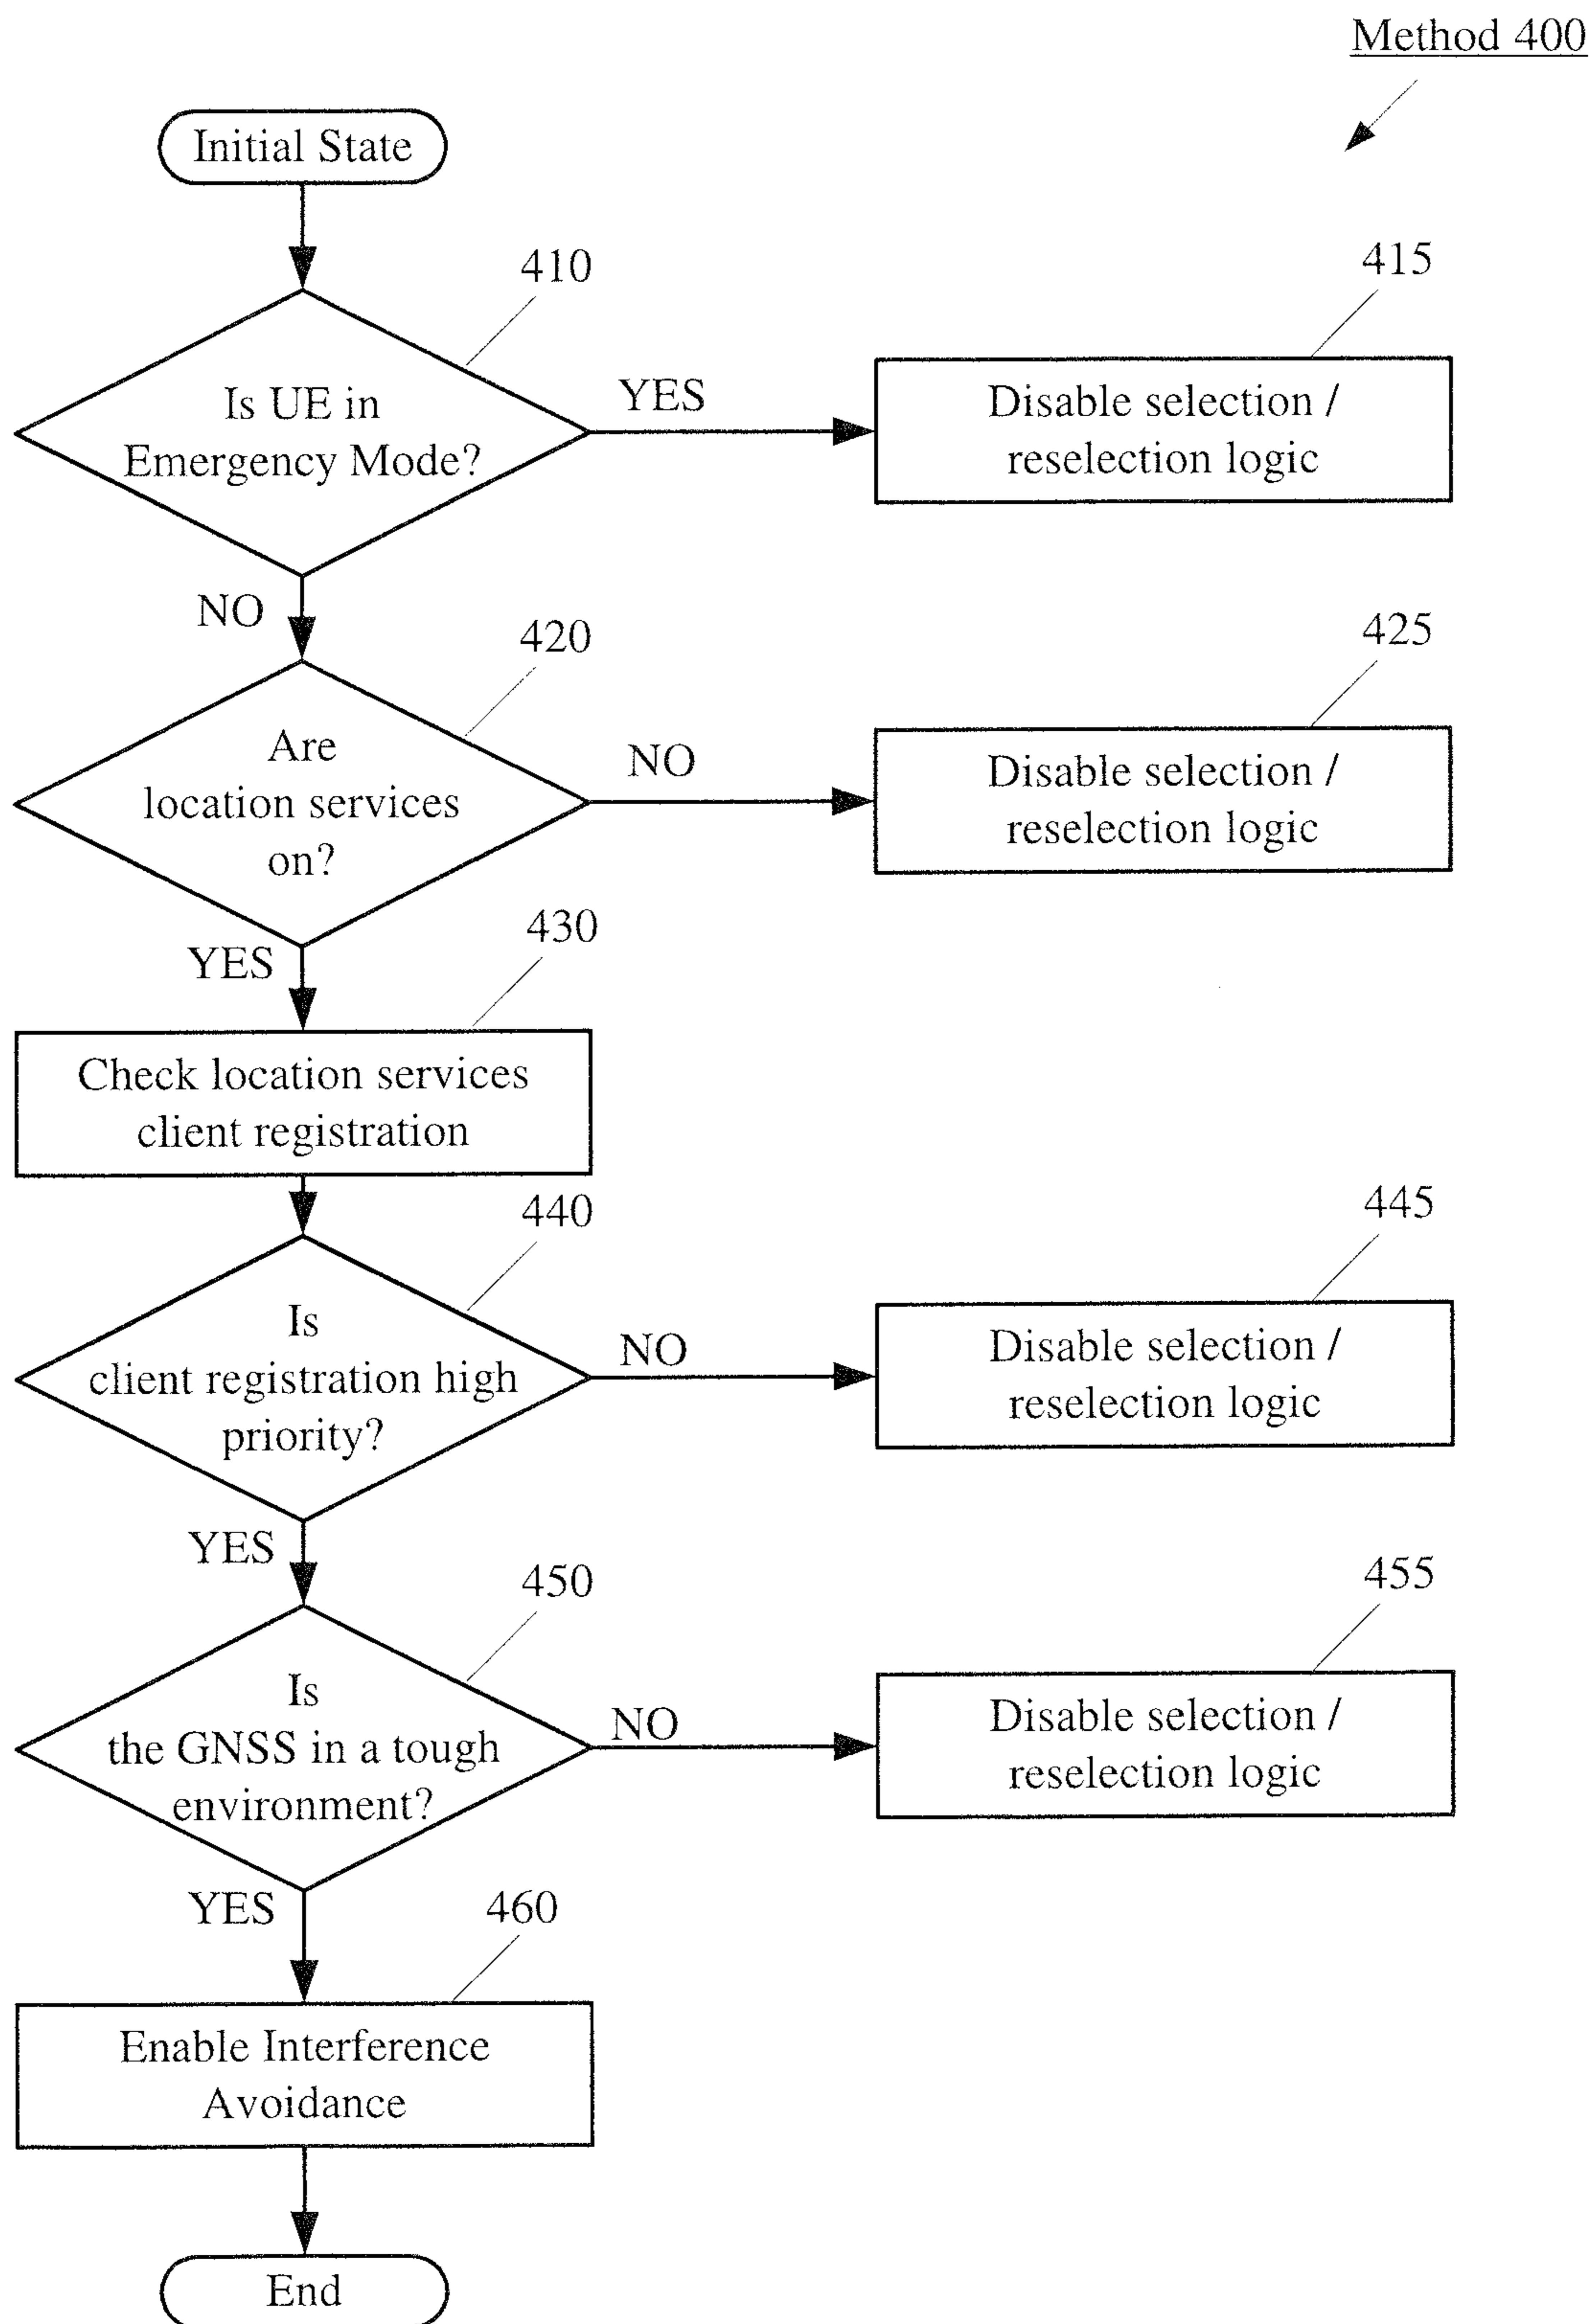 Method 400
Initial State
410
415
Is UE in
Emergency Mode?
YES
Disable selection /
reselection logic
NO
420
425
Are
location services
on?
NO
Disable selection /
reselection logic
YES
430
Check location services
client registration
440
445
Is
client registration high
priority?
NO
Disable selection /
reselection logic
YES
450
455
Is
the GNSS in a tough
environment?
NO
Disable selection /
reselection logic
YES
460
Enable Interference
Avoidance
End